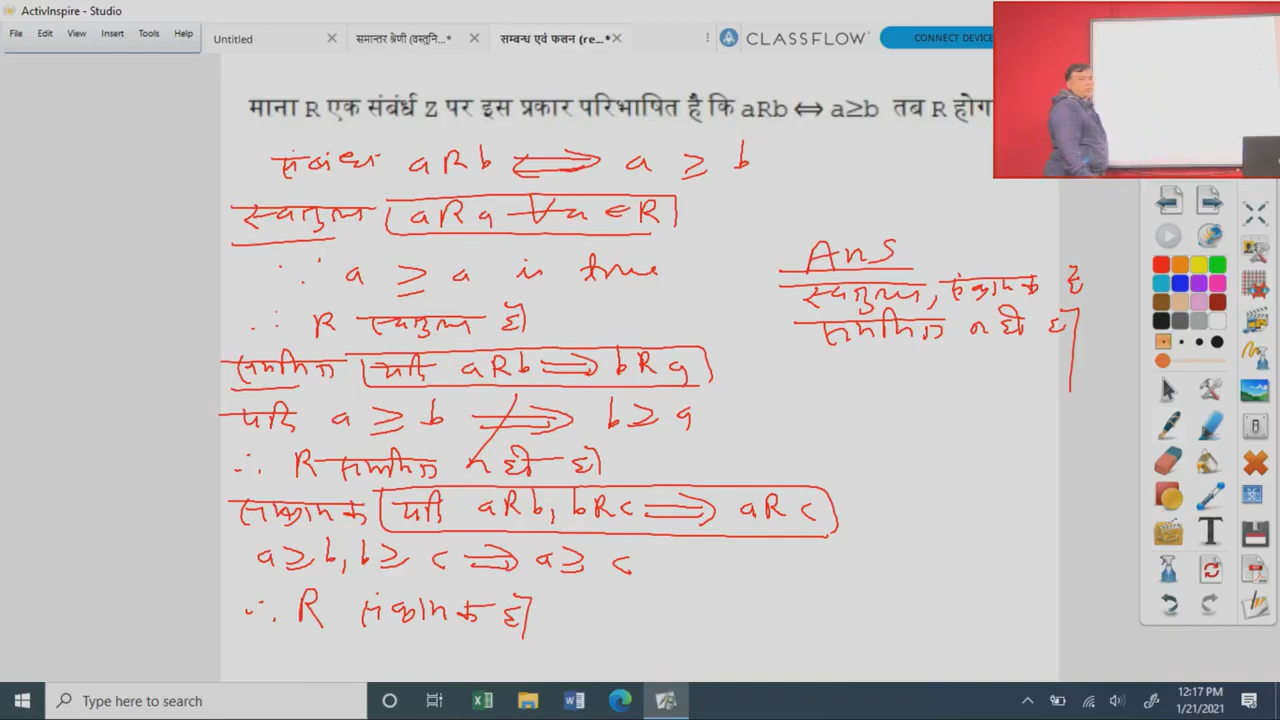 ActivInspire - Studio
File Edit View Insert Tools Help
Untitled
समान्तर श्रेणी (वस्तुनि...*
सम्बन्ध एवं फलन (re...*
CLASSFLOW
CONNECT DEVICE
माना R एक संबंर्ध Z पर इस प्रकार परिभाषित है कि aRb ⇔ a≥b तब R होग
संबंध aRb ⟺ a ≥ b
स्वतुल्य aRa ∀ a ∈ R
∵ a ≥ a is true
∴ R स्वतुल्य है
सममित यदि aRb ⟹ bRa
यदि a ≥ b ⇏ b ≥ a
∴ R सममित नही है
संक्रामक यदि aRb, bRc ⟹ aRc
a ≥ b, b ≥ c ⟹ a ≥ c
∴ R संक्रामक है
Ans
स्वतुल्य, संक्रामक है
सममित नही है
Type here to search
12:17 PM
1/21/2021